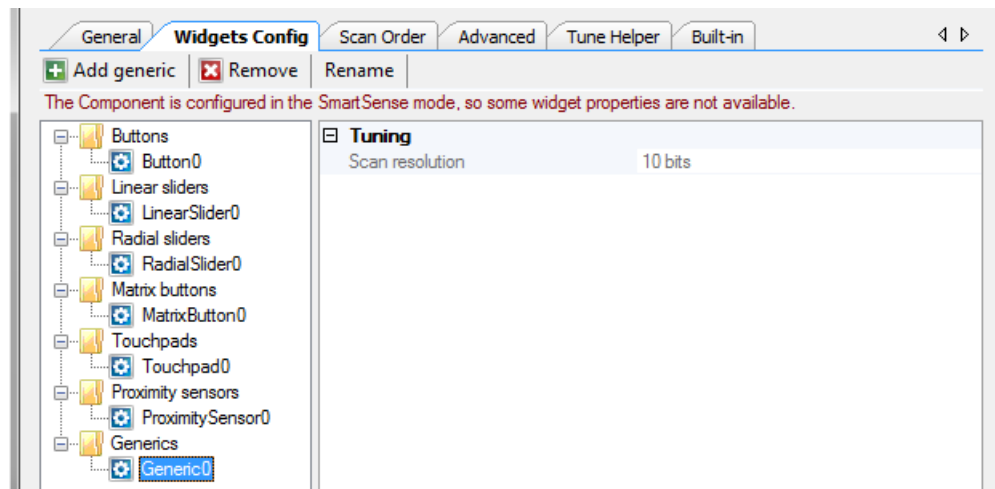 General Widgets Config Scan Order Advanced Tune Helper Built-in
Add generic Remove Rename
The Component is configured in the SmartSense mode, so some widget properties are not available.
Buttons
Button0
Linear sliders
LinearSlider0
Radial sliders
RadialSlider0
Matrix buttons
MatrixButton0
Touchpads
Touchpad0
Proximity sensors
ProximitySensor0
Generics
Generic0
Tuning
Scan resolution 10 bits